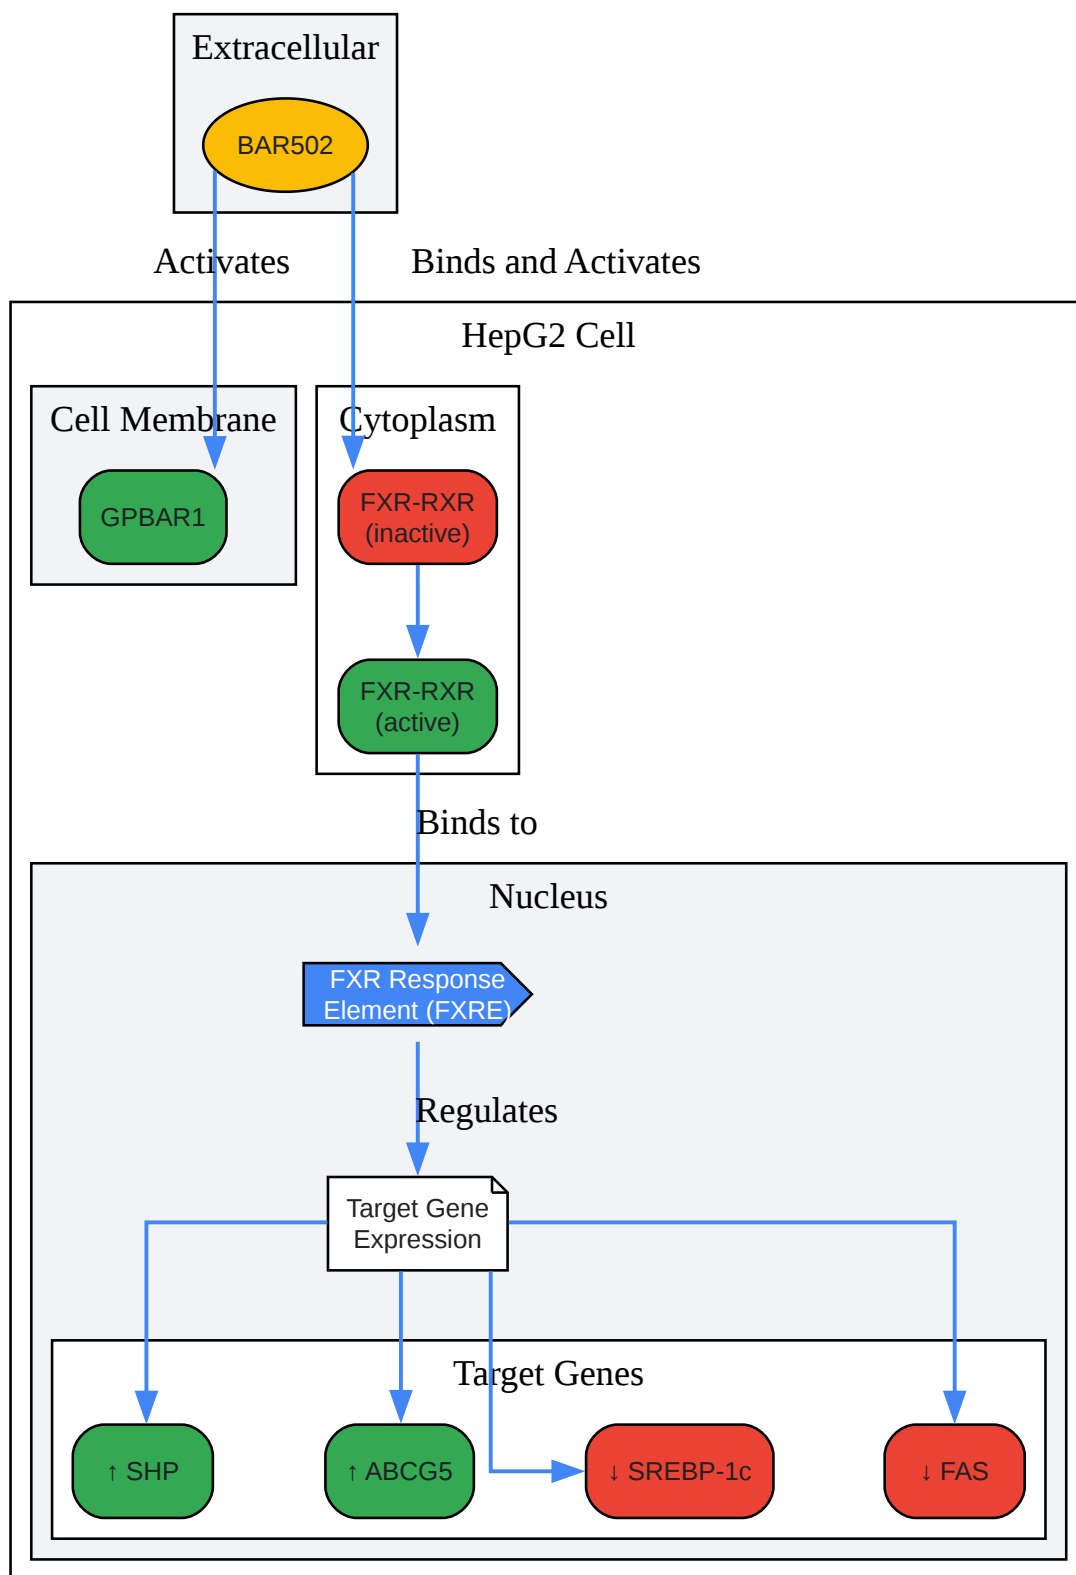 Extracellular
BAR502
Activates
Binds and Activates
HepG2 Cell
Cell Membrane
Cytoplasm
GPBAR1
FXR-RXR
(inactive)
FXR-RXR
(active)
Binds to
Nucleus
FXR Response
Element (FXRE)
Regulates
Target Gene
Expression
Target Genes
↑ SHP
↑ ABCG5
↓ SREBP-1c
↓ FAS